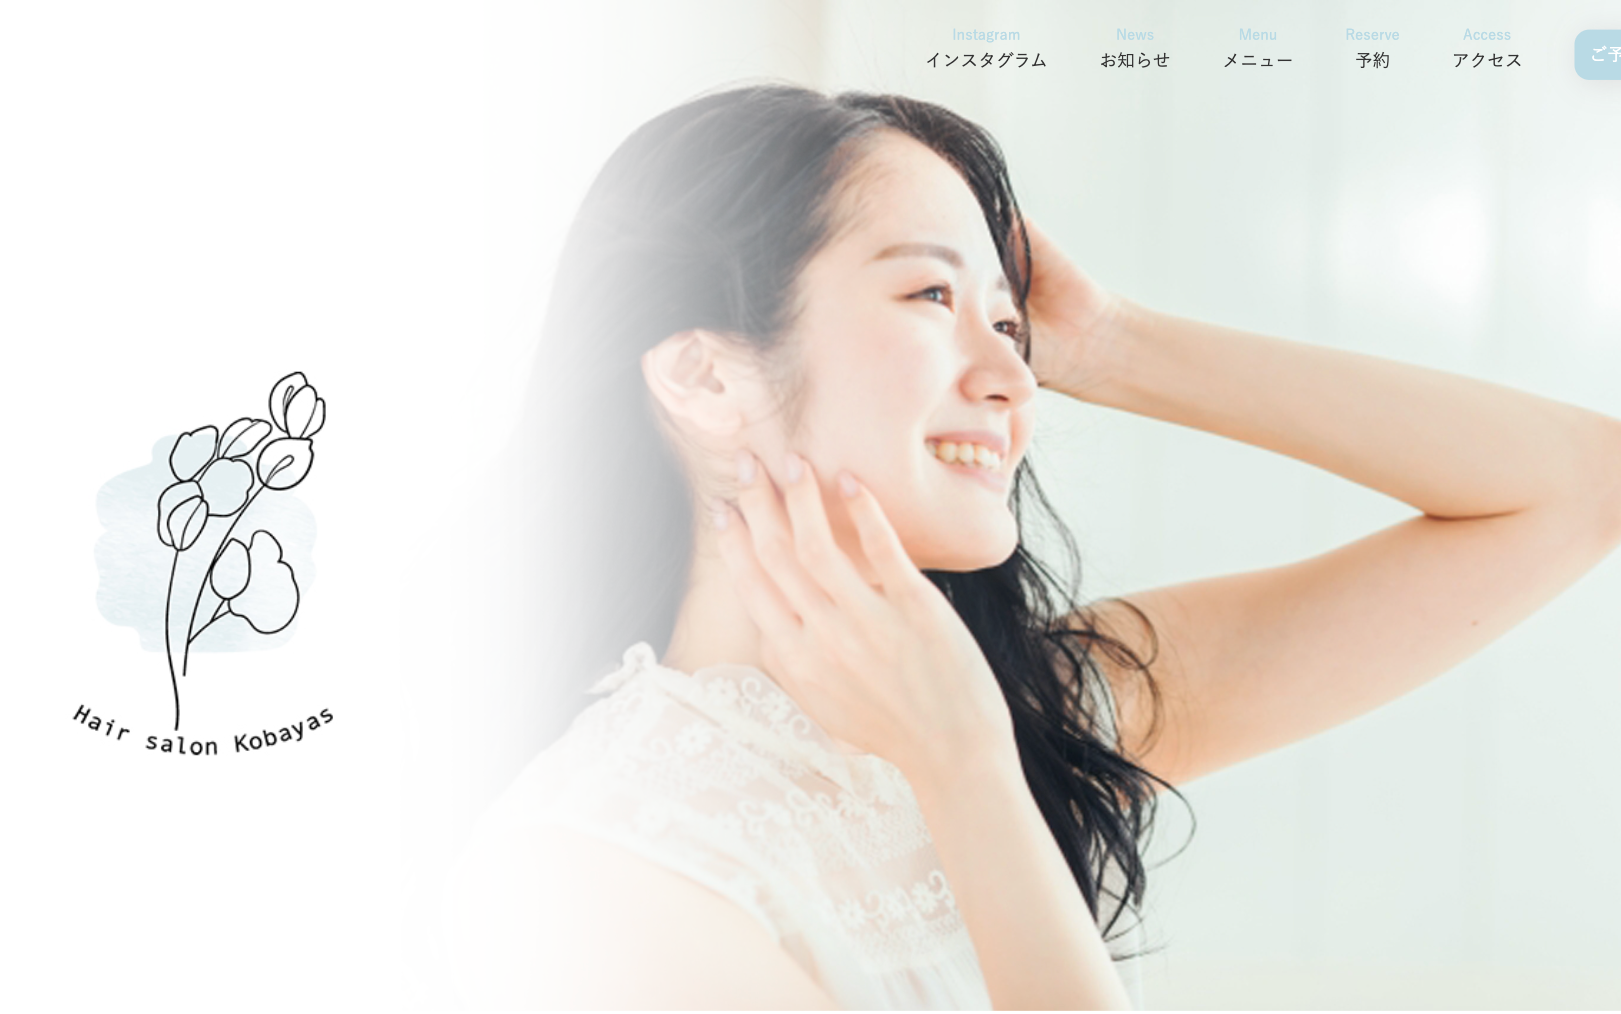 Instagram
インスタグラム
News
お知らせ
Menu
メニュー
Reserve
予約
Access
アクセス
ご予
Hair salon Kobayas